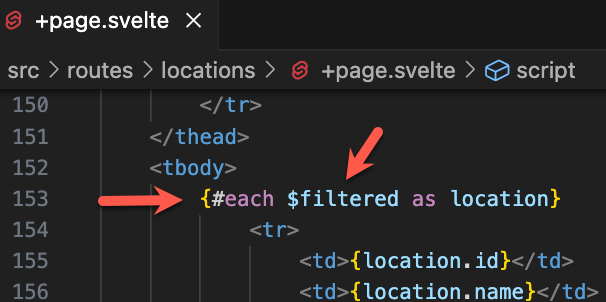 +page.svelte
src > routes > locations > +page.svelte > script
150 </tr>
151 </thead>
152 <tbody>
153 {#each $filtered as location}
154 <tr>
155 <td>{location.id}</td>
156 <td>{location.name}</td>